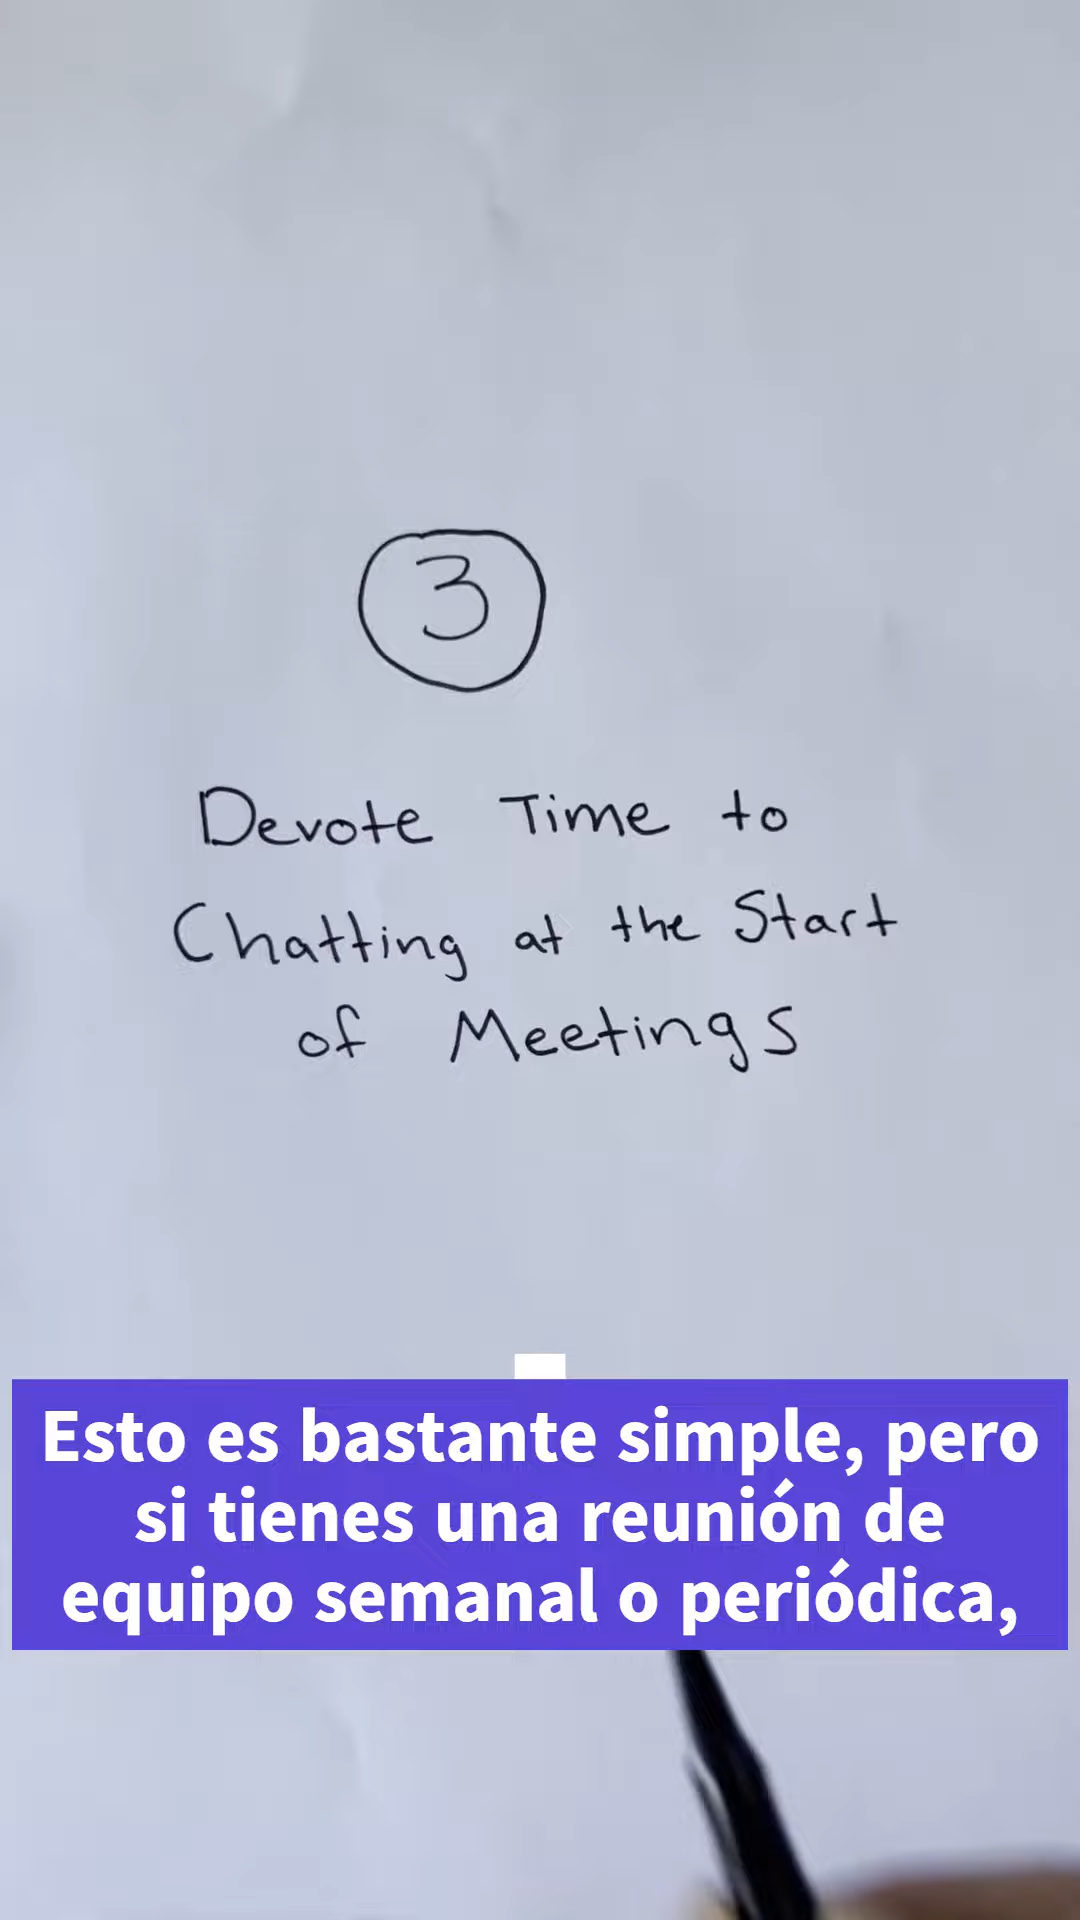 3
Devote Time to
Chatting at the Start
of Meetings
Esto es bastante simple, pero
si tienes una reunión de
equipo semanal o periódica,